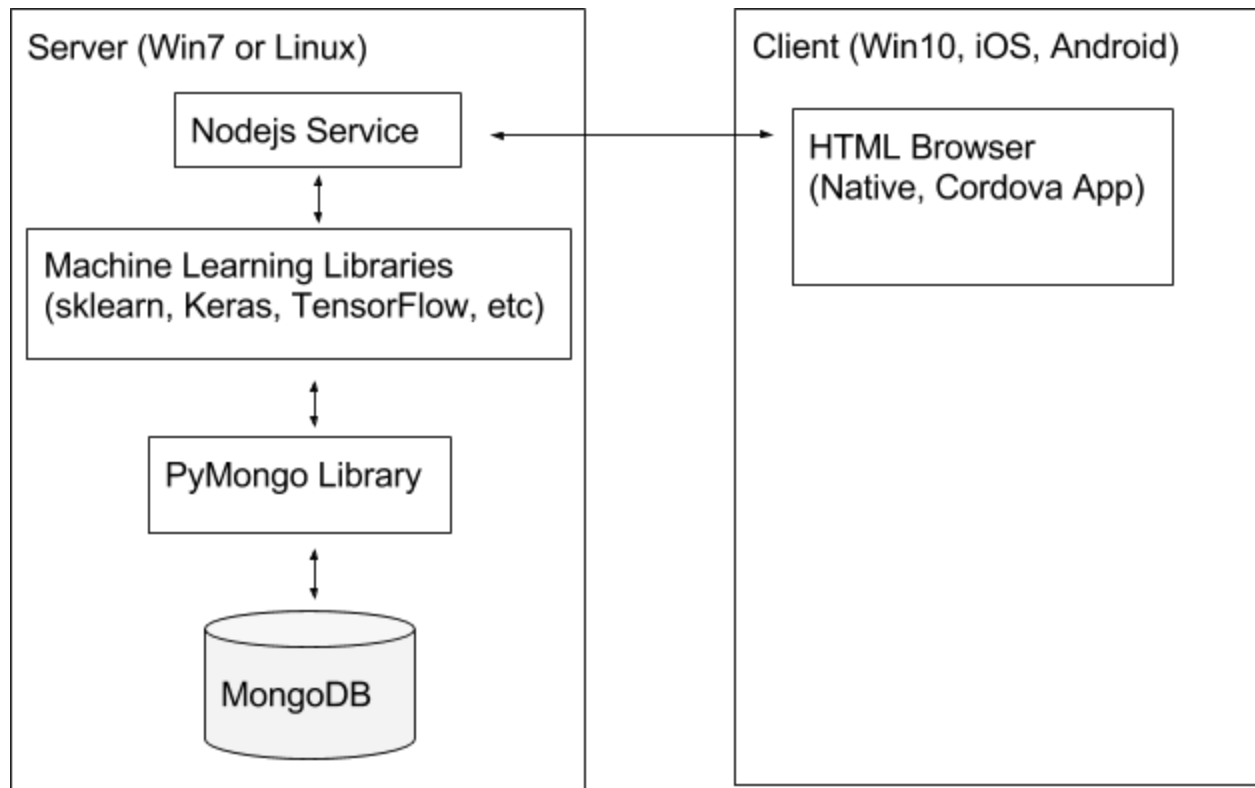 Server (Win7 or Linux)
Nodejs Service
Machine Learning Libraries
(sklearn, Keras, TensorFlow, etc)
PyMongo Library
MongoDB
Client (Win10, iOS, Android)
HTML Browser
(Native, Cordova App)